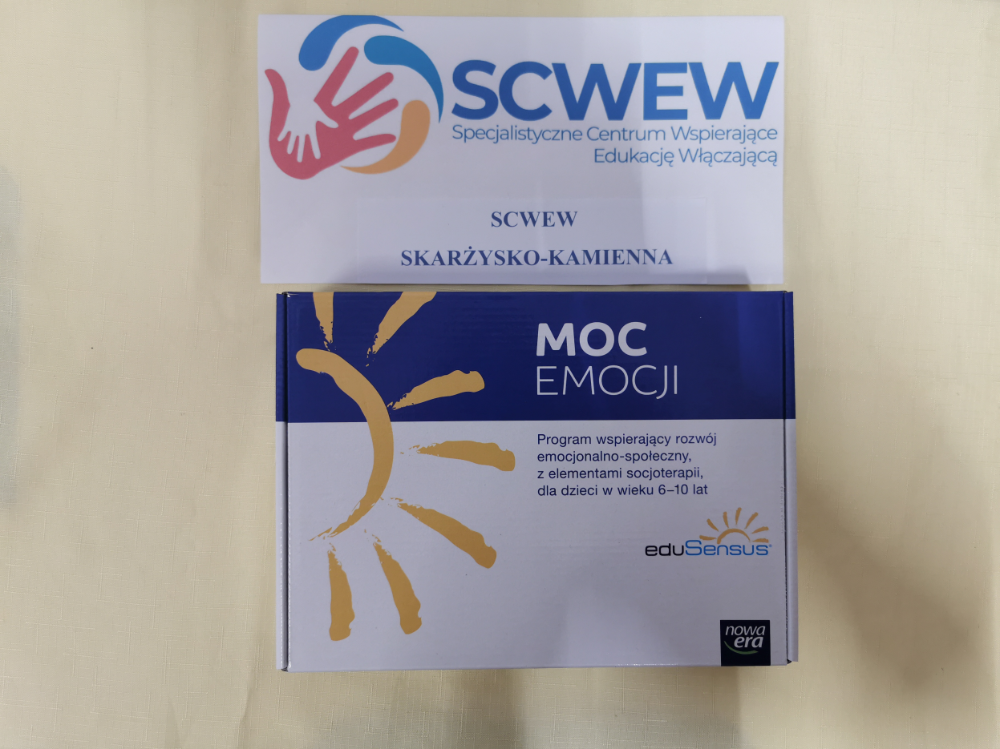 SCWEW
Specjalistyczne Centrum Wspierające
Edukację Włączającą
SCWEW
SKARŻYSKO-KAMIENNA
MOC
EMOCJI
Program wspierający rozwój
emocjonalno-społeczny,
z elementami socjoterapii,
dla dzieci w wieku 6–10 lat
eduSensus®
nowa
era